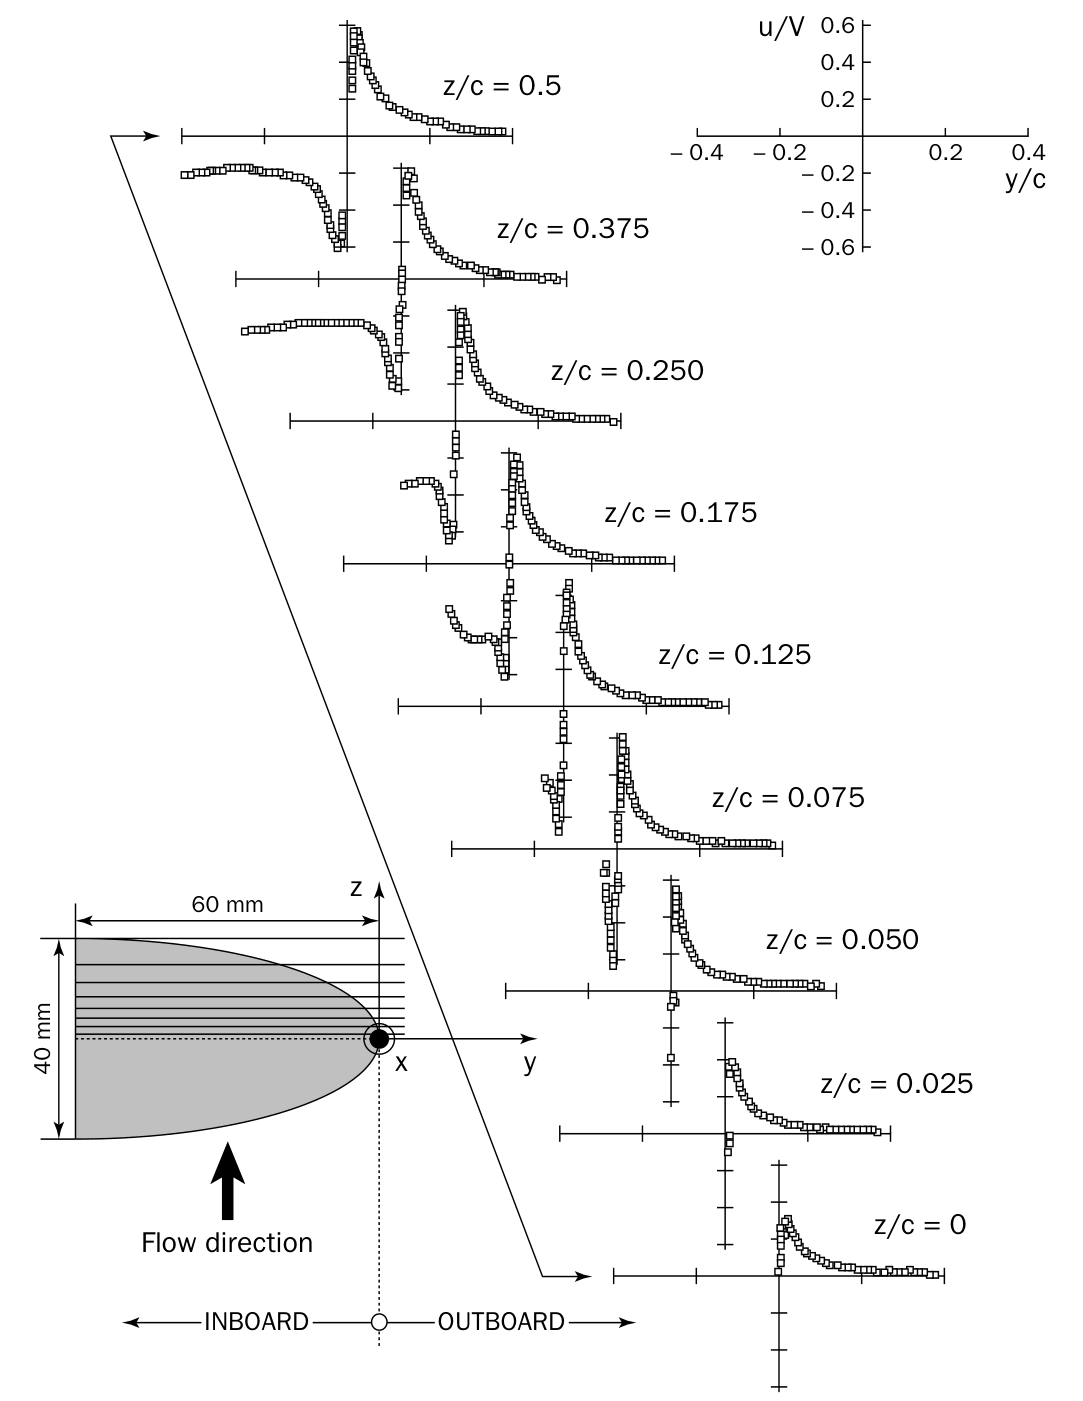 u/V
0.6
0.4
0.2
– 0.4
– 0.2
0.2
0.4
y/c
– 0.2
– 0.4
– 0.6
z/c = 0.5
z/c = 0.375
z/c = 0.250
z/c = 0.175
z/c = 0.125
z/c = 0.075
z/c = 0.050
z/c = 0.025
z/c = 0
60 mm
z
40 mm
x
y
Flow direction
INBOARD
OUTBOARD